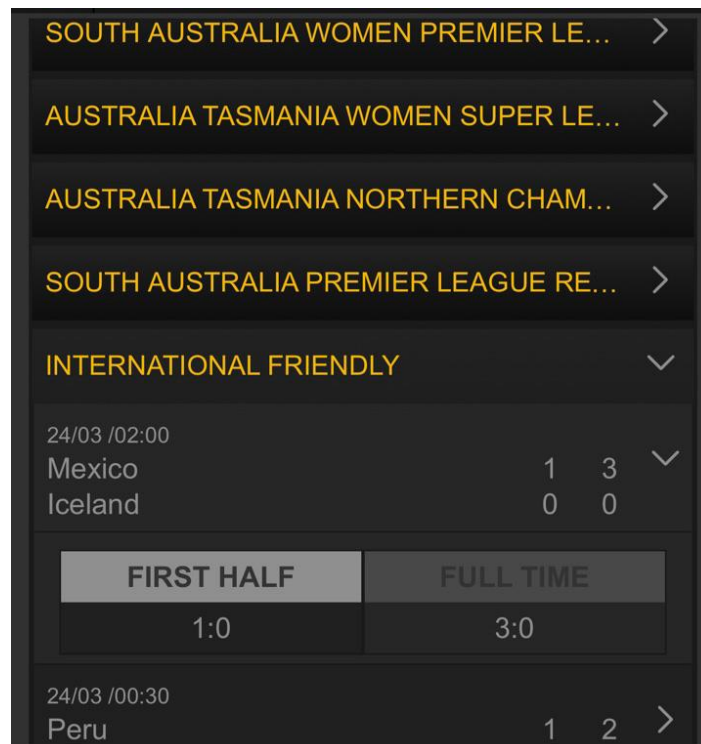 SOUTH AUSTRALIA WOMEN PREMIER LE...
AUSTRALIA TASMANIA WOMEN SUPER LE...
AUSTRALIA TASMANIA NORTHERN CHAM...
SOUTH AUSTRALIA PREMIER LEAGUE RE...
INTERNATIONAL FRIENDLY
24/03 /02:00
Mexico 1 3
Iceland 0 0
FIRST HALF FULL TIME
1:0 3:0
24/03 /00:30
Peru 1 2